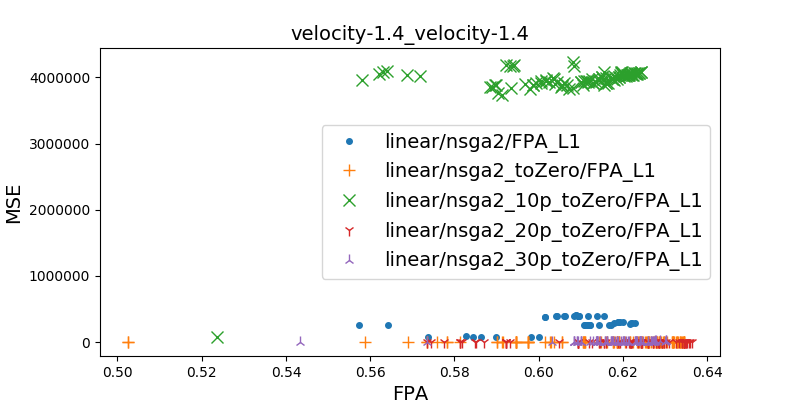 velocity-1.4_velocity-1.4
4000000
3000000
2000000
1000000
0
MSE
linear/nsga2/FPA_L1
linear/nsga2_toZero/FPA_L1
linear/nsga2_10p_toZero/FPA_L1
linear/nsga2_20p_toZero/FPA_L1
linear/nsga2_30p_toZero/FPA_L1
0.50 0.52 0.54 0.56 0.58 0.60 0.62 0.64
FPA